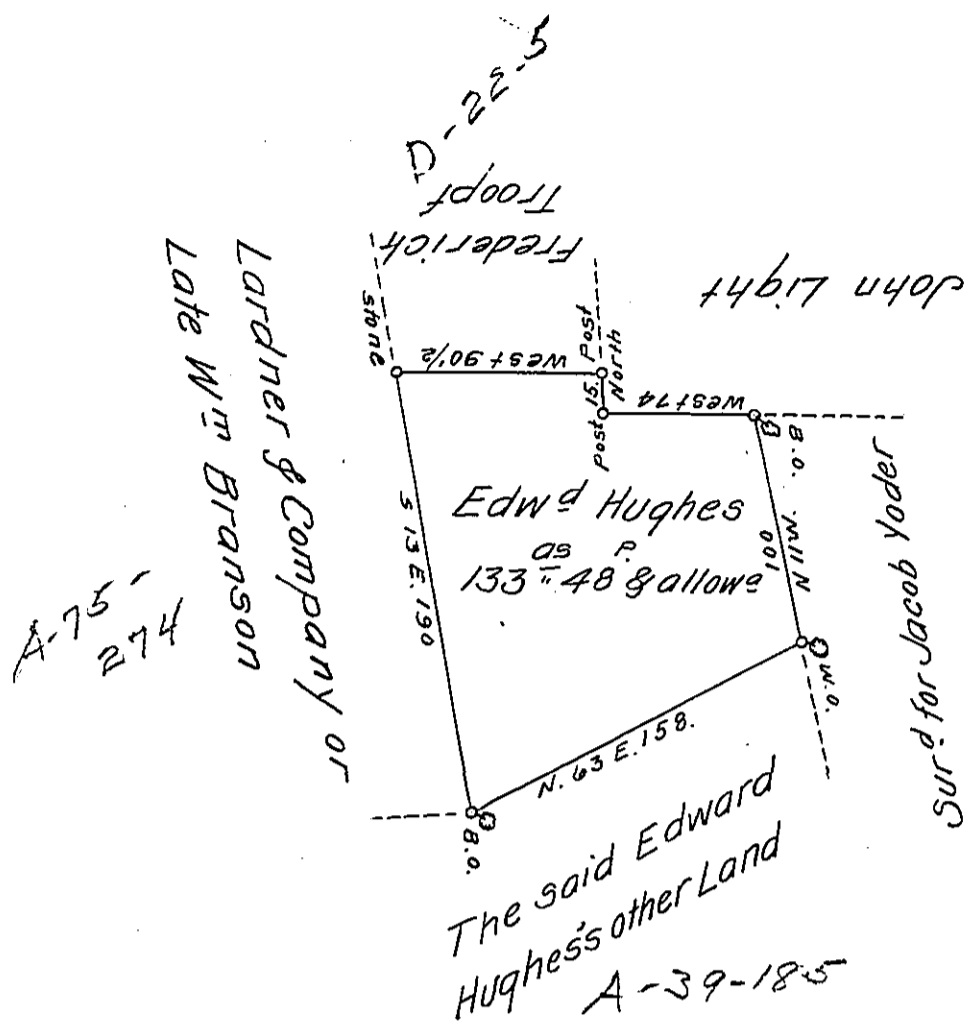 D-22-5
Frederick
Troopf
John Light
Lardner & Company or
Late Wm Branson
A-75-
274
stone
West 90½
Post
North
15.
Post
West 74
B.O.
N 11 W
100
W.O.
Sur.d for Jacob Yoder
Edw.d Hughes
133 as " 48 p. & allowe
S 13 E. 190
N. 63 E. 158.
B.O.
The said Edward
Hughes's other Land
A-39-185